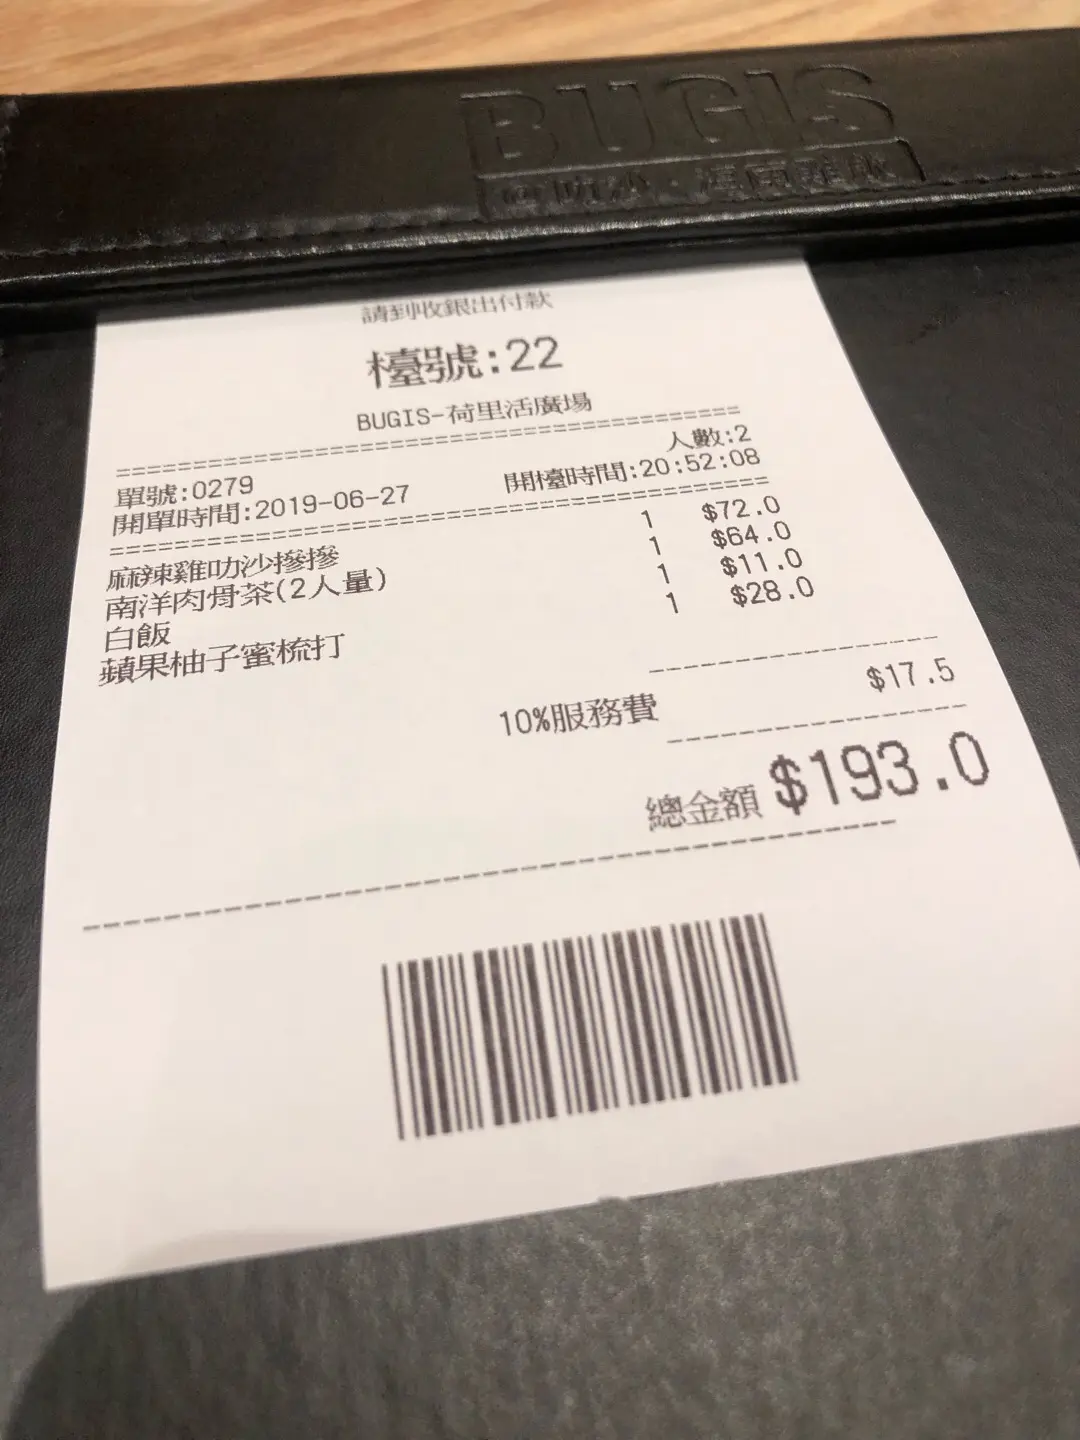 BUGIS
請到收銀出付款
檯號:22
BUGIS-荷里活廣場
人數:2
單號:0279
開單時間:2019-06-27 開檯時間:20:52:08
麻辣雞叻沙摻摻 1 $72.0
南洋肉骨茶(2人量) 1 $64.0
白飯 1 $11.0
蘋果柚子蜜梳打 1 $28.0
10%服務費 $17.5
總金額 $193.0